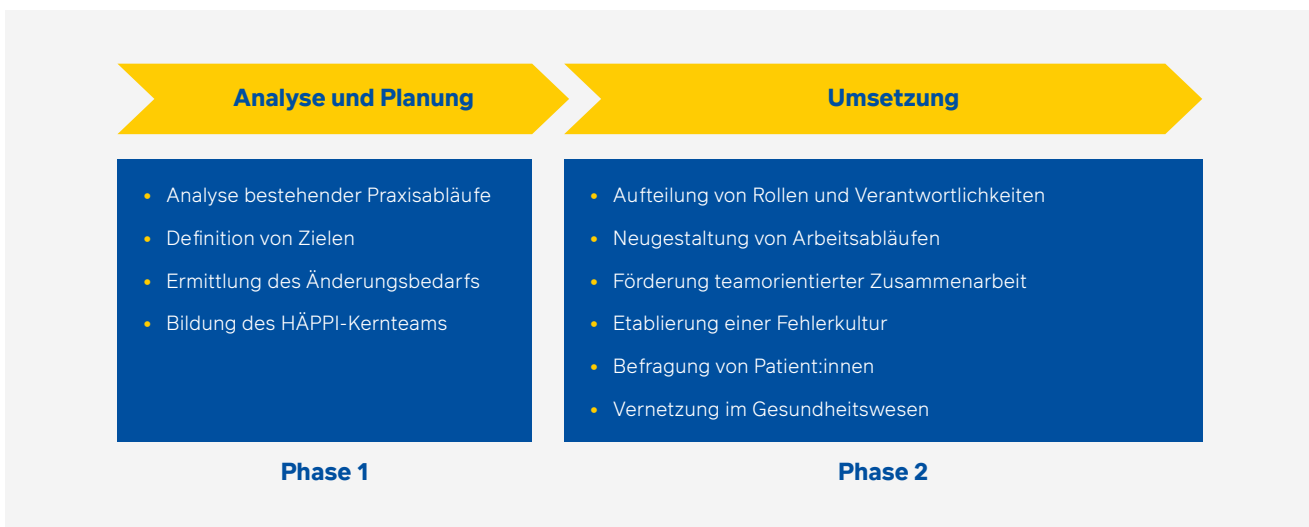 Analyse und Planung
Umsetzung
• Analyse bestehender Praxisabläufe
• Definition von Zielen
• Ermittlung des Änderungsbedarfs
• Bildung des HÄPPI-Kernteams
• Aufteilung von Rollen und Verantwortlichkeiten
• Neugestaltung von Arbeitsabläufen
• Förderung teamorientierter Zusammenarbeit
• Etablierung einer Fehlerkultur
• Befragung von Patient:innen
• Vernetzung im Gesundheitswesen
Phase 1
Phase 2